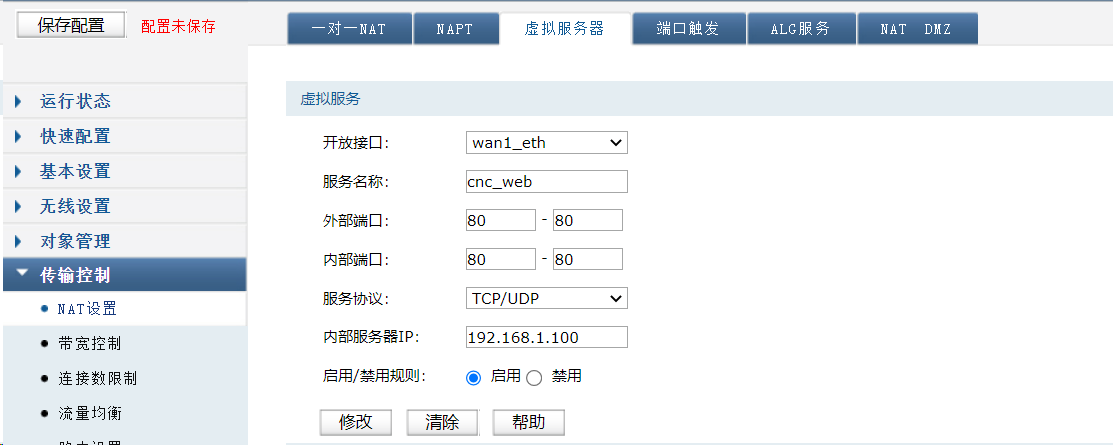 保存配置 配置未保存
一对一NAT NAPT 虚拟服务器 端口触发 ALG服务 NAT DMZ
运行状态
快速配置
基本设置
无线设置
对象管理
传输控制
NAT设置
带宽控制
连接数限制
流量均衡
虚拟服务
开放接口: wan1_eth
服务名称: cnc_web
外部端口: 80 - 80
内部端口: 80 - 80
服务协议: TCP/UDP
内部服务器IP: 192.168.1.100
启用/禁用规则: 启用 禁用
修改 清除 帮助